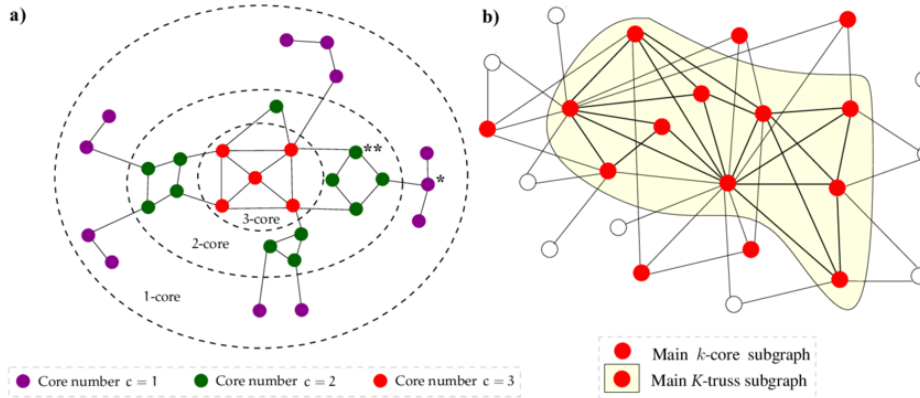 a)
b)
**
*
3-core
2-core
1-core
Core number c = 1
Core number c = 2
Core number c = 3
Main k-core subgraph
Main K-truss subgraph